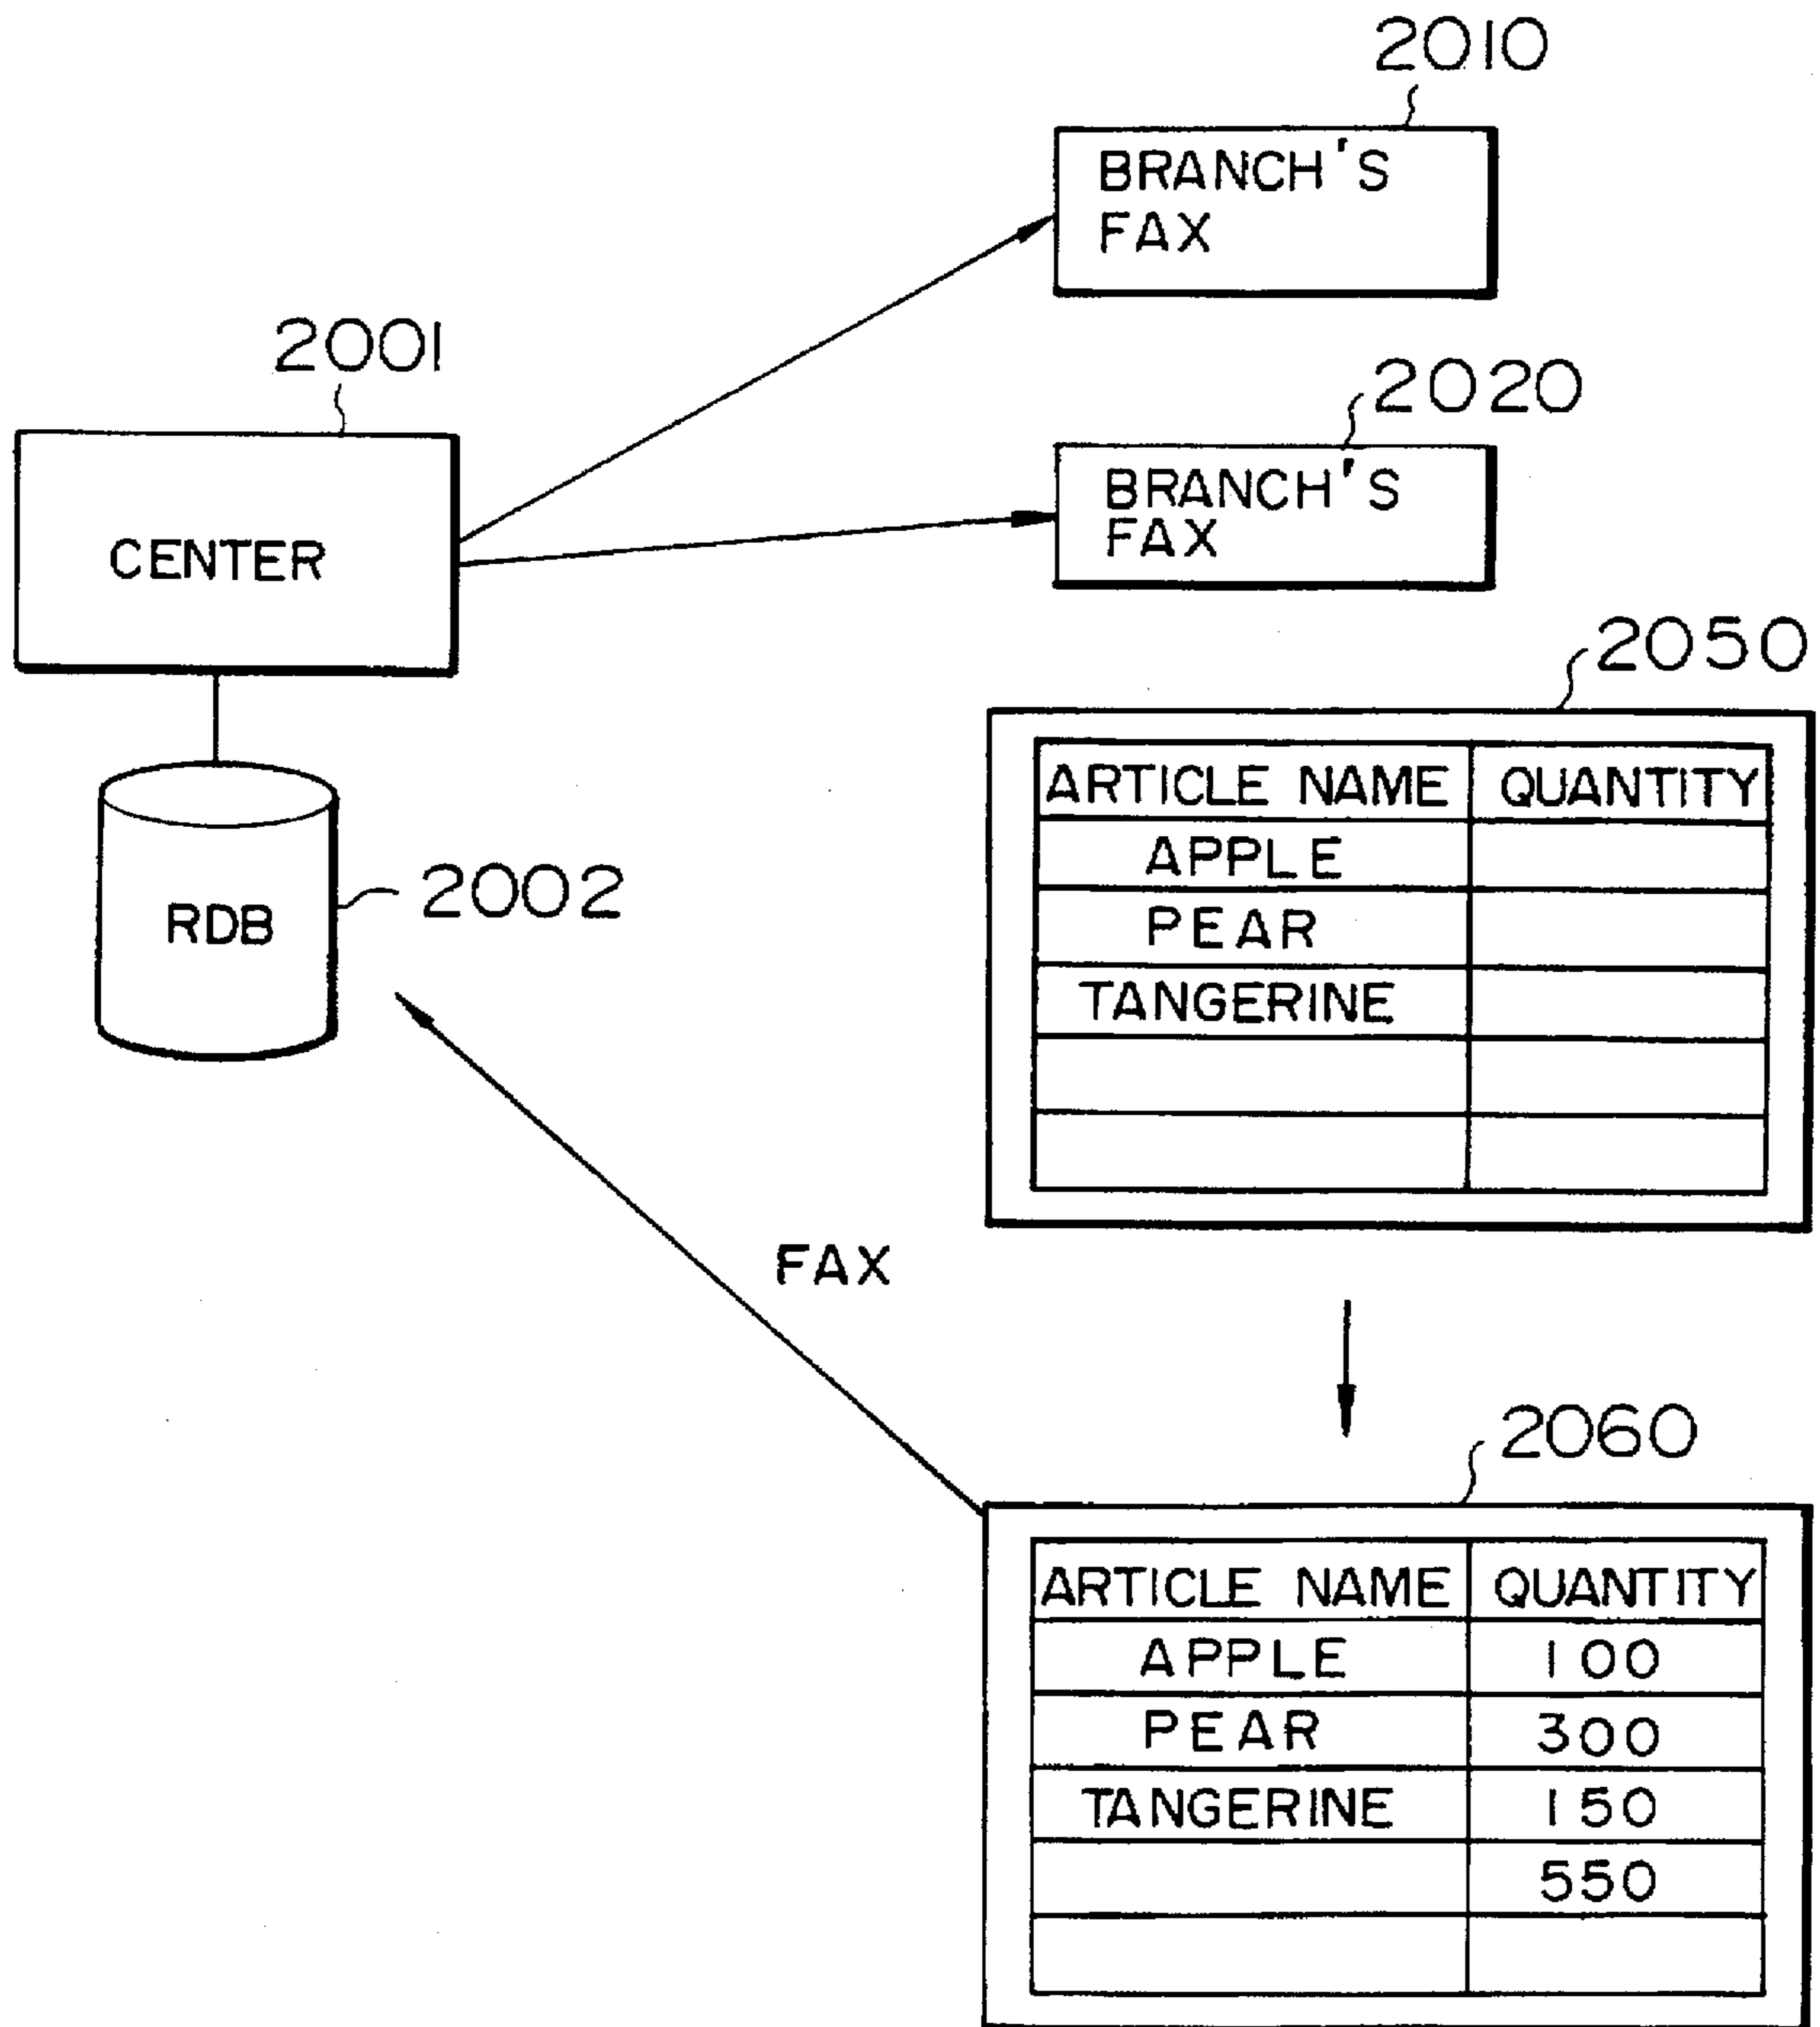 2010
BRANCH'S
FAX
2001
CENTER
2020
BRANCH'S
FAX
RDB
2002
2050
ARTICLE NAME QUANTITY
APPLE
PEAR
TANGERINE
FAX
2060
ARTICLE NAME QUANTITY
APPLE 100
PEAR 300
TANGERINE 150
550